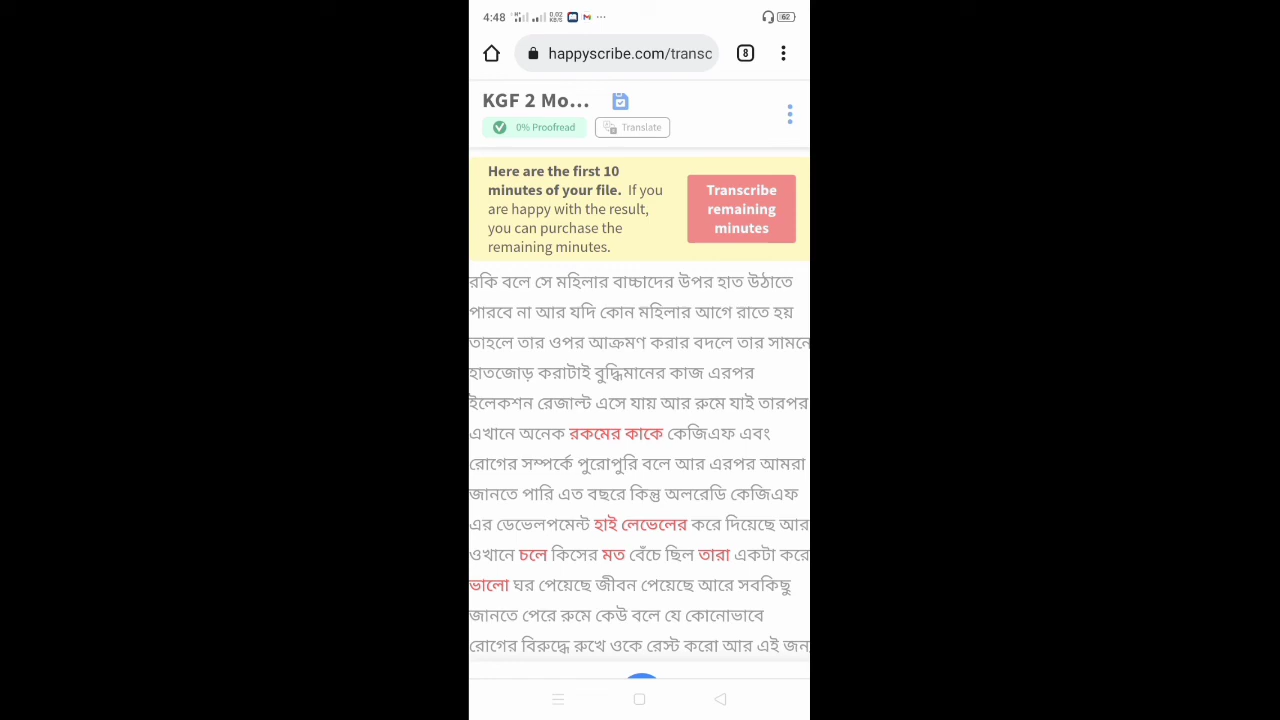 4:48
0.02 KB/S
62
happyscribe.com/transc
8
KGF 2 Mo...
0% Proofread
Translate
Here are the first 10
minutes of your file. If you
are happy with the result,
you can purchase the
remaining minutes.
Transcribe
remaining
minutes
রকি বলে সে মহিলার বাচ্চাদের উপর হাত উঠাতে
পারবে না আর যদি কোন মহিলার আগে রাতে হয়
তাহলে তার ওপর আক্রমণ করার বদলে তার সামনে
হাতজোড় করাটাই বুদ্ধিমানের কাজ এরপর
ইলেকশন রেজাল্ট এসে যায় আর রুমে যাই তারপর
এখানে অনেক রকমের কাকে কেজিএফ এবং
রোগের সম্পর্কে পুরোপুরি বলে আর এরপর আমরা
জানতে পারি এত বছরে কিন্তু অলরেডি কেজিএফ
এর ডেভেলপমেন্ট হাই লেভেলের করে দিয়েছে আর
ওখানে চলে কিসের মত বেঁচে ছিল তারা একটা করে
ভালো ঘর পেয়েছে জীবন পেয়েছে আরে সবকিছু
জানতে পেরে রুমে কেউ বলে যে কোনোভাবে
রোগের বিরুদ্ধে রুখে ওকে রেস্ট করো আর এই জন্য